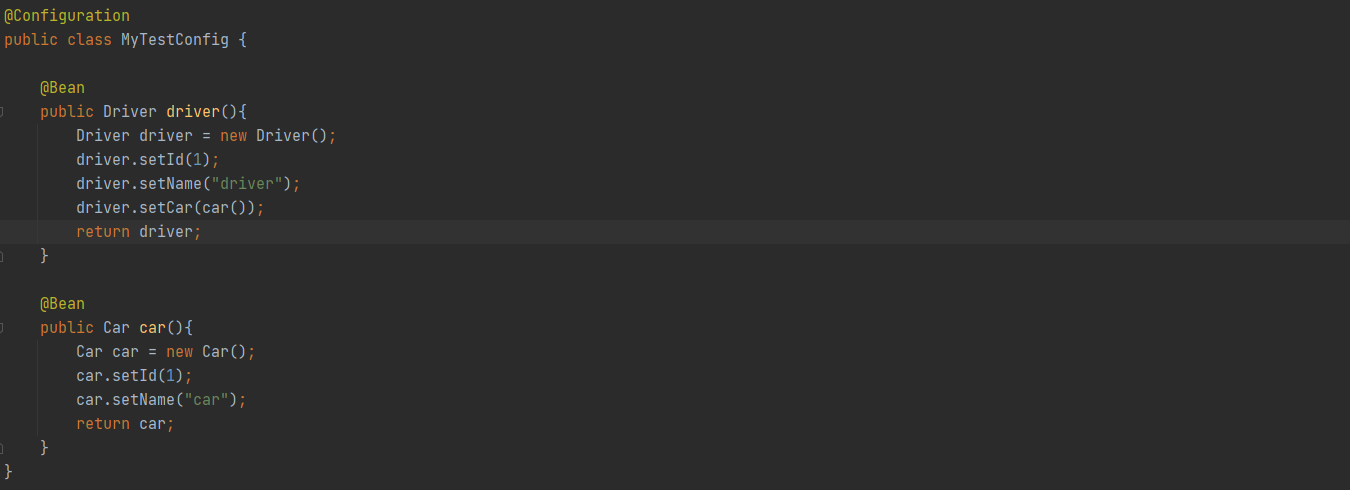 @Configuration
public class MyTestConfig {
@Bean
public Driver driver(){
Driver driver = new Driver();
driver.setId(1);
driver.setName("driver");
driver.setCar(car());
return driver;
}
@Bean
public Car car(){
Car car = new Car();
car.setId(1);
car.setName("car");
return car;
}
}